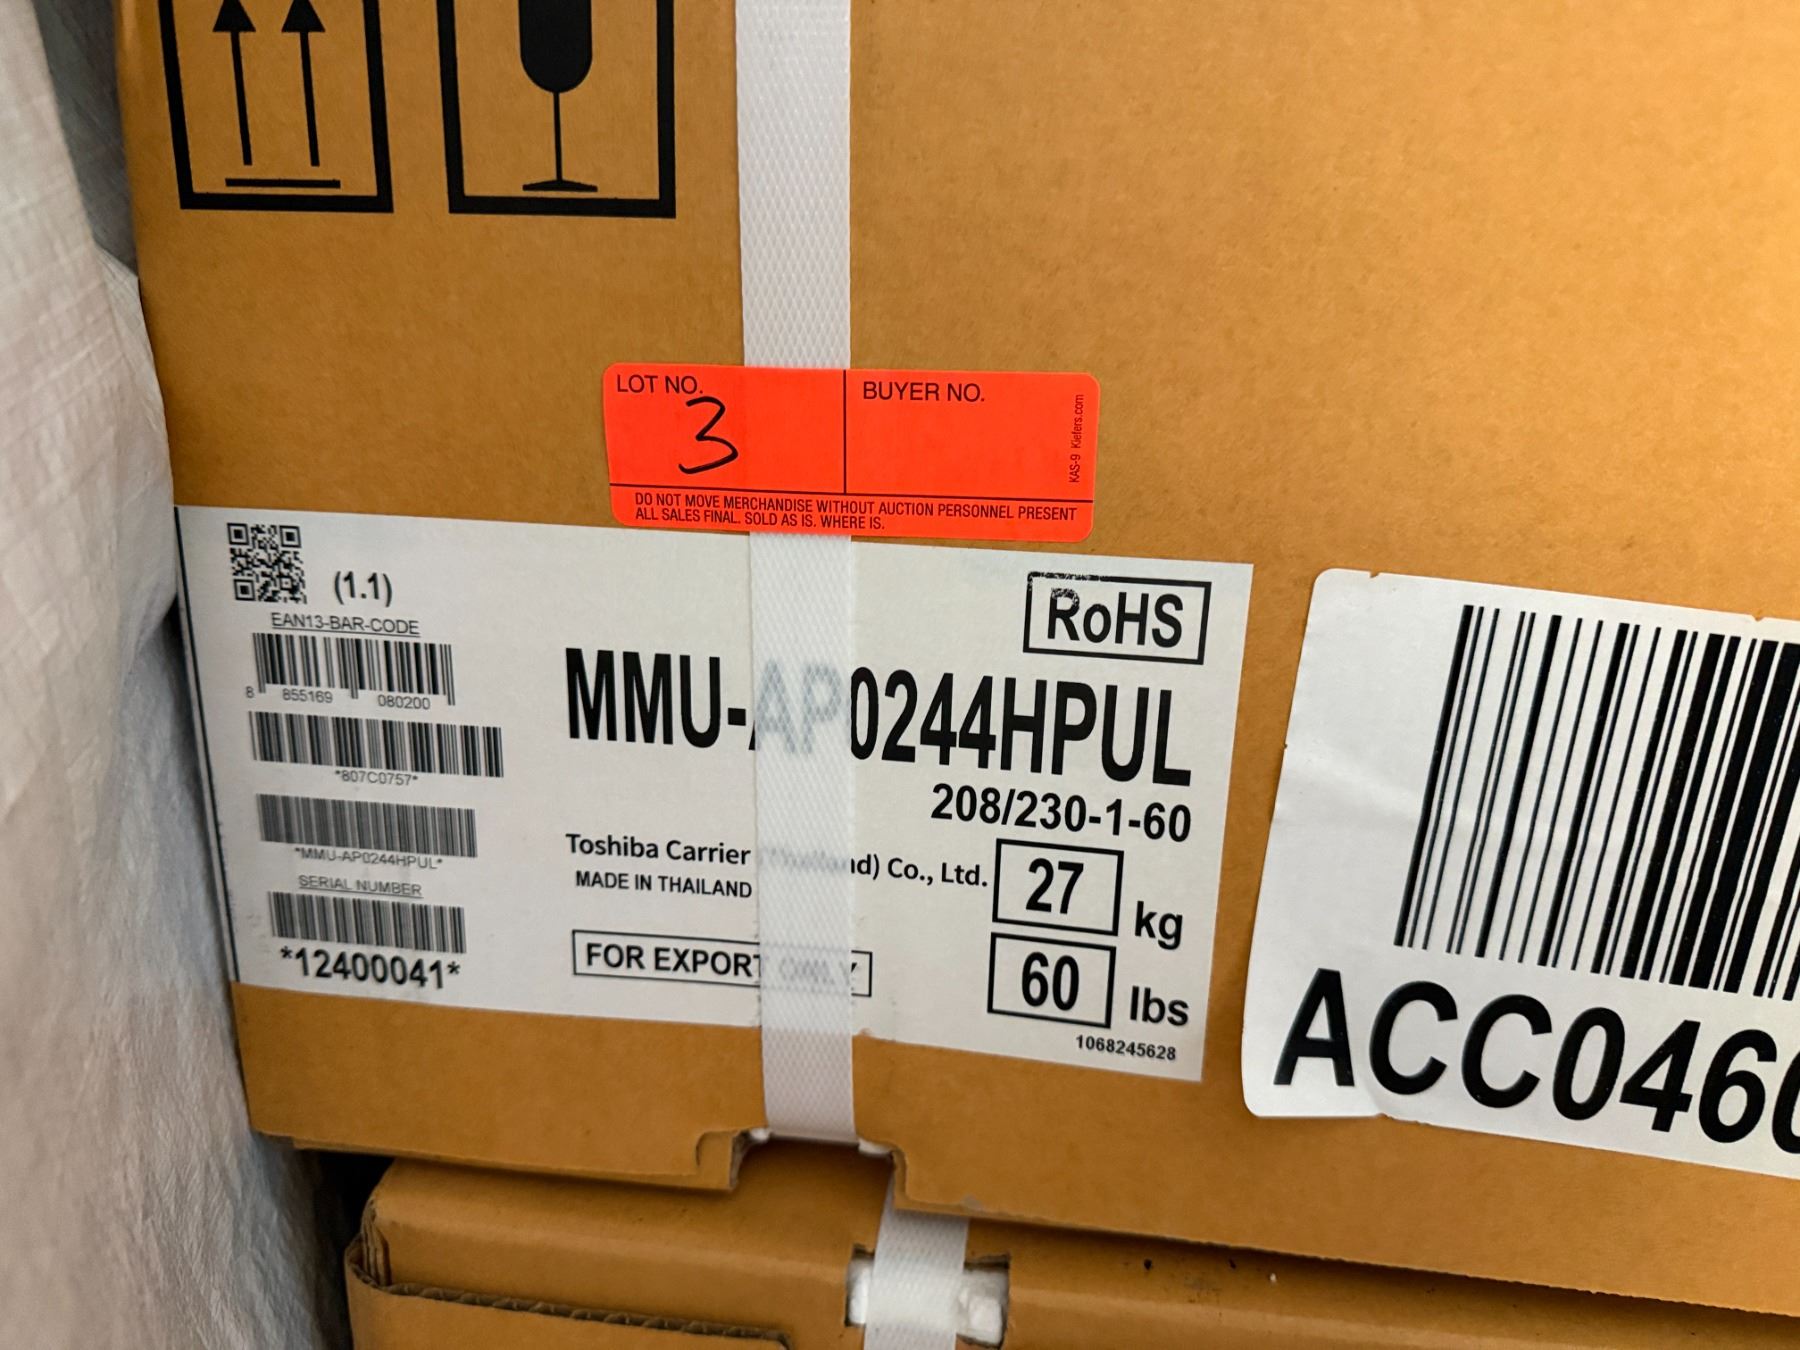 LOT NO.
3
BUYER NO.
KAS-9 Kiefers.com
DO NOT MOVE MERCHANDISE WITHOUT AUCTION PERSONNEL PRESENT
ALL SALES FINAL. SOLD AS IS. WHERE IS.
(1.1)
EAN13-BAR-CODE
8 855169 080200
*807C0757*
*MMU-AP0244HPUL*
SERIAL NUMBER
*12400041*
RoHS
MMU-AP0244HPUL
208/230-1-60
Toshiba Carrier (Thailand) Co., Ltd.
MADE IN THAILAND
27 kg
FOR EXPORT ONLY
60 lbs
1068245628
ACC046